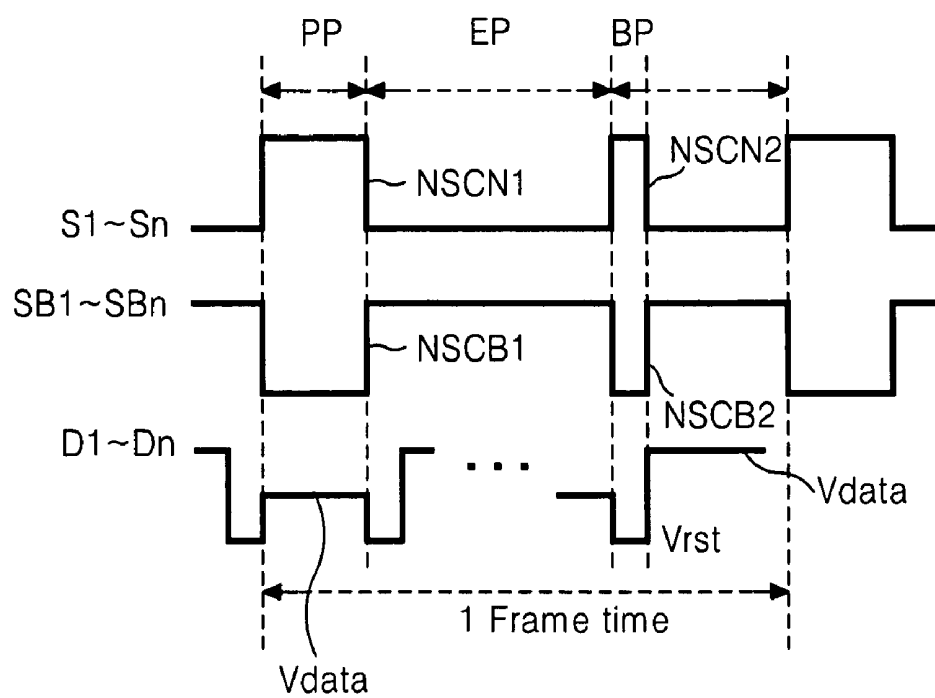 PP EP BP
NSCN1 NSCN2
S1~Sn
SB1~SBn
NSCB1
NSCB2
D1~Dn
...
Vdata
Vrst
1 Frame time
Vdata